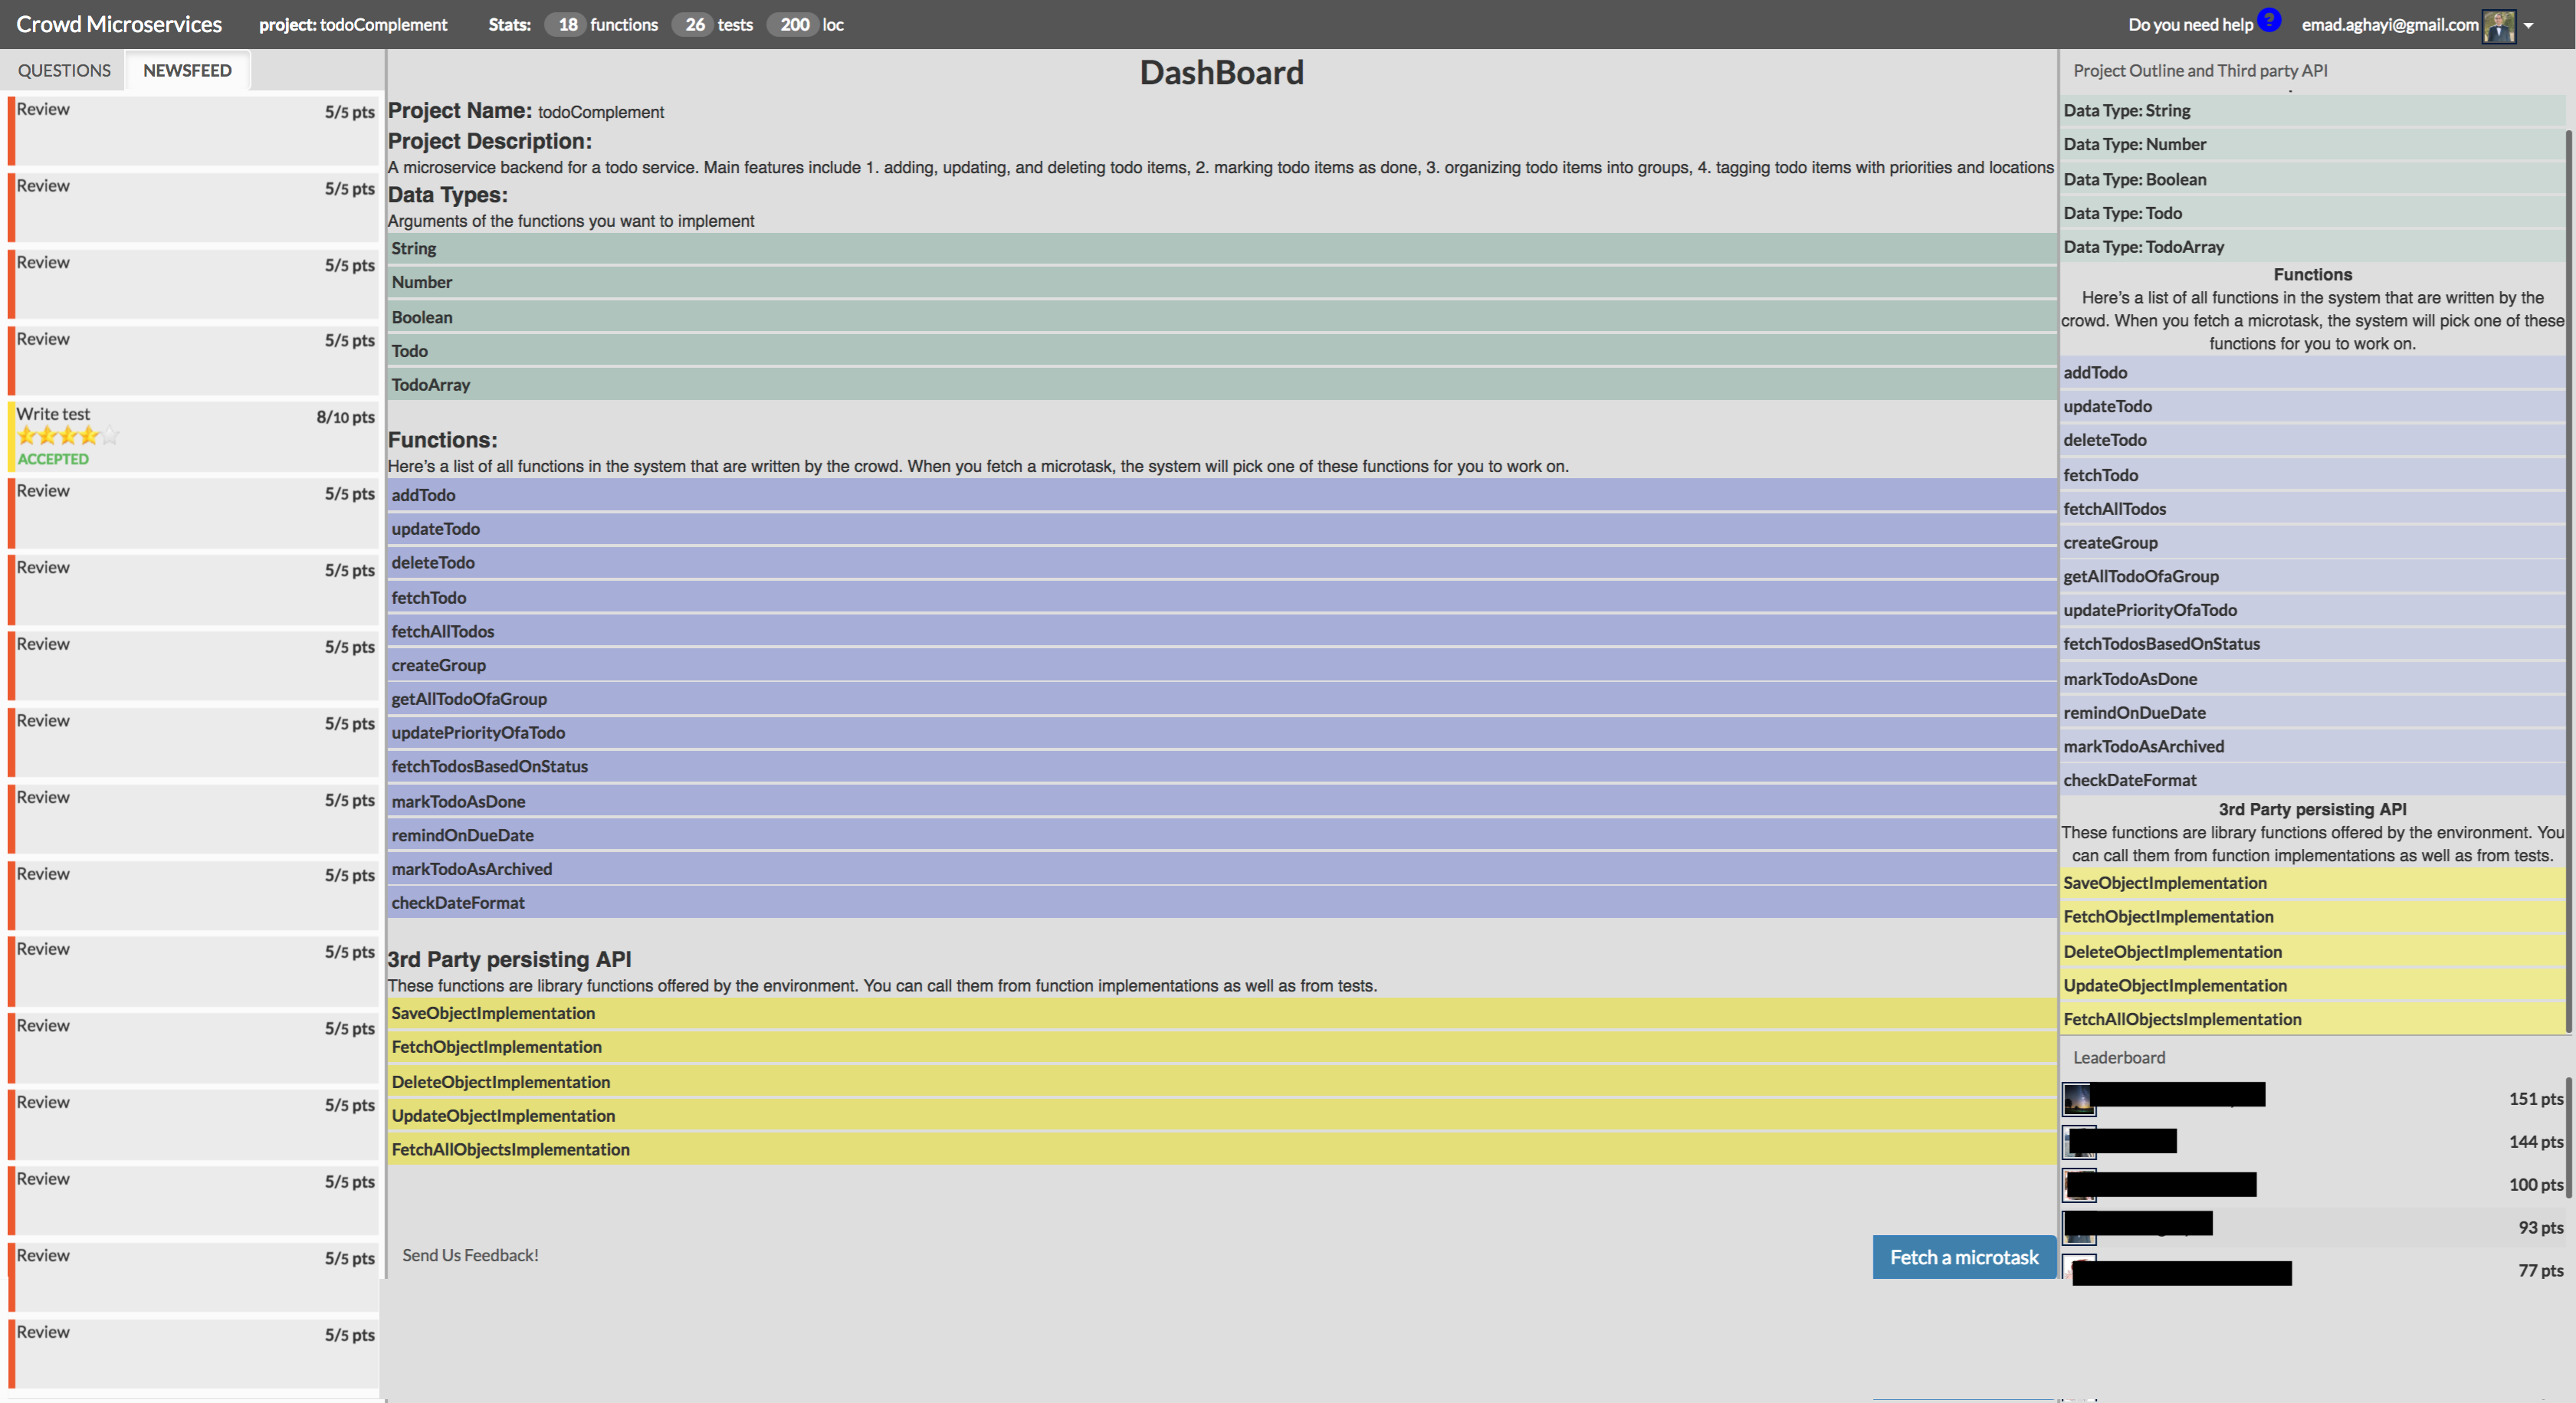 Crowd Microservices project: todoComplement Stats: 18 functions 26 tests 200 loc Do you need help ? emad.aghayi@gmail.com
QUESTIONS NEWSFEED
Review 5/5 pts
Review 5/5 pts
Review 5/5 pts
Review 5/5 pts
Write test 8/10 pts
ACCEPTED
Review 5/5 pts
Review 5/5 pts
Review 5/5 pts
Review 5/5 pts
Review 5/5 pts
Review 5/5 pts
Review 5/5 pts
Review 5/5 pts
Review 5/5 pts
Review 5/5 pts
Review 5/5 pts
Review 5/5 pts
DashBoard
Project Name: todoComplement
Project Description:
A microservice backend for a todo service. Main features include 1. adding, updating, and deleting todo items, 2. marking todo items as done, 3. organizing todo items into groups, 4. tagging todo items with priorities and locations
Data Types:
Arguments of the functions you want to implement
String
Number
Boolean
Todo
TodoArray
Functions:
Here's a list of all functions in the system that are written by the crowd. When you fetch a microtask, the system will pick one of these functions for you to work on.
addTodo
updateTodo
deleteTodo
fetchTodo
fetchAllTodos
createGroup
getAllTodoOfaGroup
updatePriorityOfaTodo
fetchTodosBasedOnStatus
markTodoAsDone
remindOnDueDate
markTodoAsArchived
checkDateFormat
3rd Party persisting API
These functions are library functions offered by the environment. You can call them from function implementations as well as from tests.
SaveObjectImplementation
FetchObjectImplementation
DeleteObjectImplementation
UpdateObjectImplementation
FetchAllObjectsImplementation
Send Us Feedback! Fetch a microtask
Project Outline and Third party API
Data Type: String
Data Type: Number
Data Type: Boolean
Data Type: Todo
Data Type: TodoArray
Functions
Here's a list of all functions in the system that are written by the
crowd. When you fetch a microtask, the system will pick one of these
functions for you to work on.
addTodo
updateTodo
deleteTodo
fetchTodo
fetchAllTodos
createGroup
getAllTodoOfaGroup
updatePriorityOfaTodo
fetchTodosBasedOnStatus
markTodoAsDone
remindOnDueDate
markTodoAsArchived
checkDateFormat
3rd Party persisting API
These functions are library functions offered by the environment. You
can call them from function implementations as well as from tests.
SaveObjectImplementation
FetchObjectImplementation
DeleteObjectImplementation
UpdateObjectImplementation
FetchAllObjectsImplementation
Leaderboard
151 pts
144 pts
100 pts
93 pts
77 pts